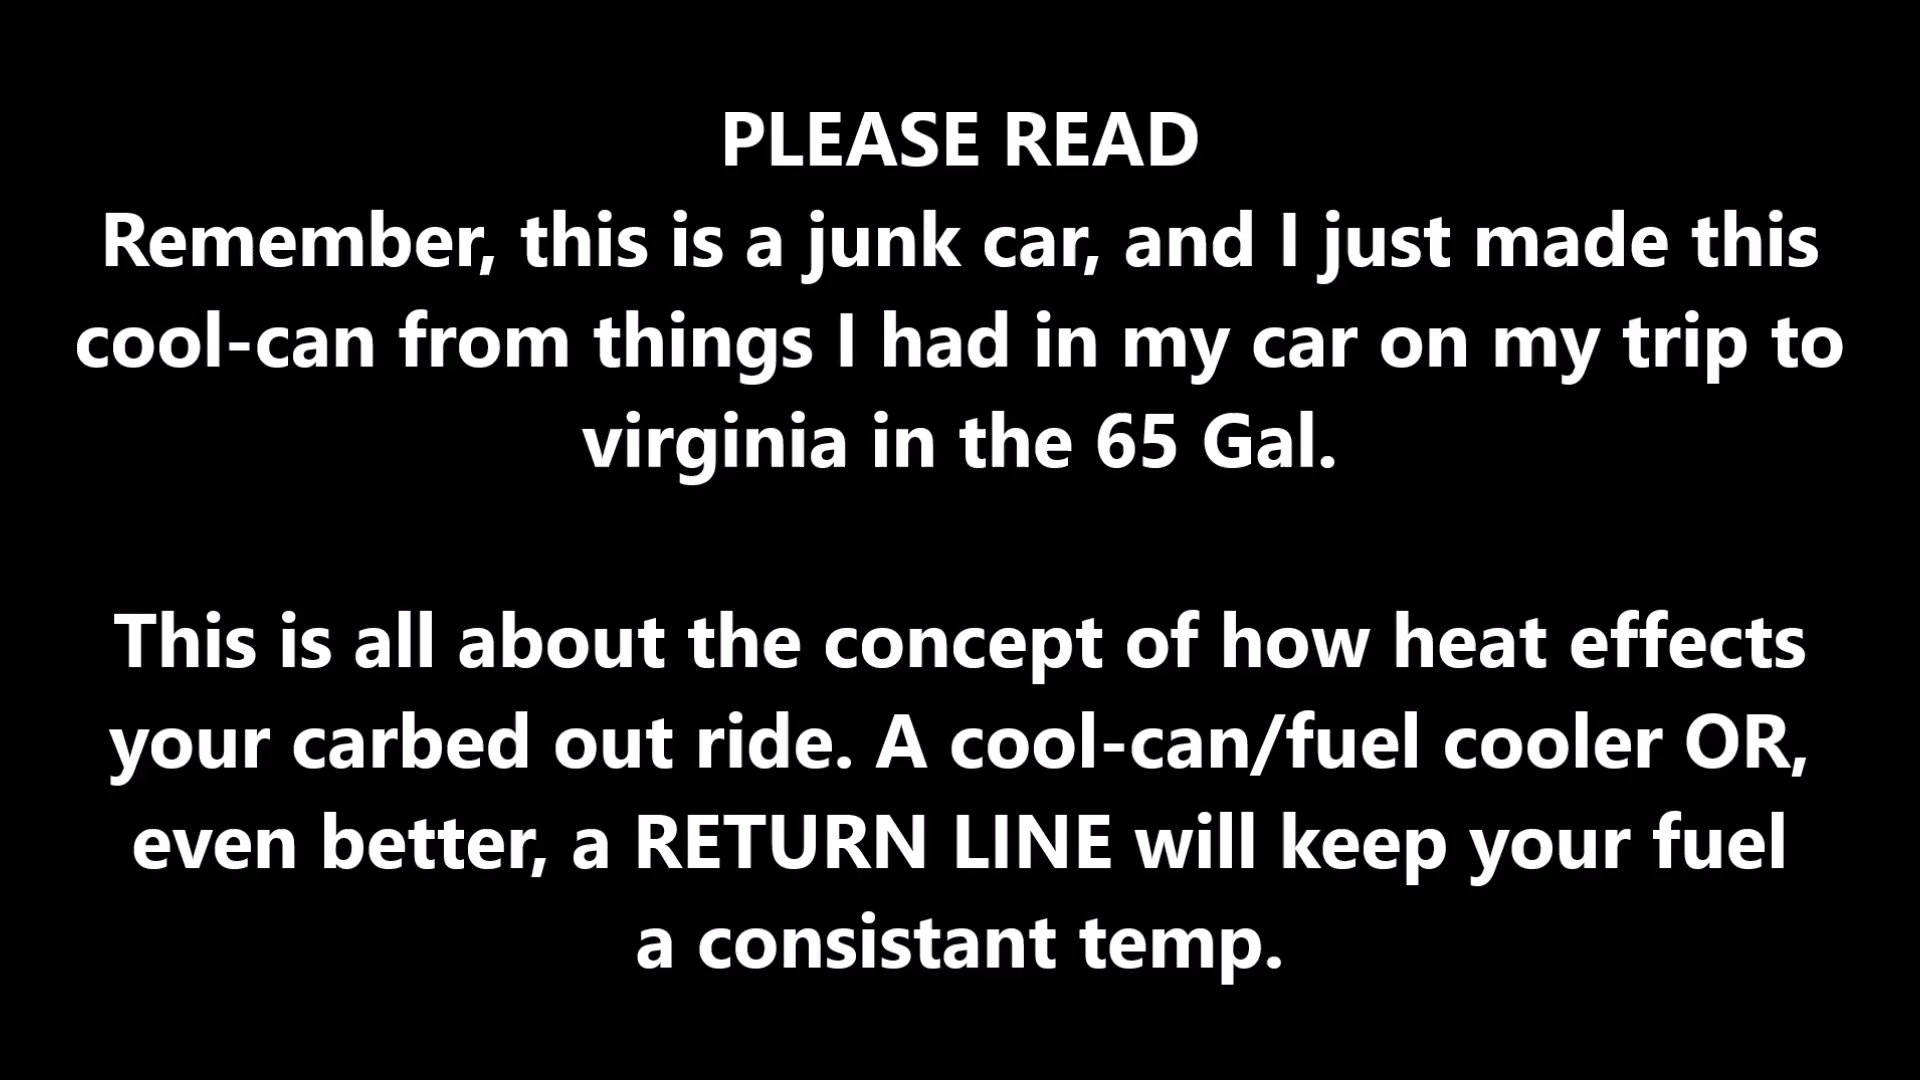 PLEASE READ
Remember, this is a junk car, and I just made this
cool-can from things I had in my car on my trip to
virginia in the 65 Gal.
This is all about the concept of how heat effects
your carbed out ride. A cool-can/fuel cooler OR,
even better, a RETURN LINE will keep your fuel
a consistant temp.